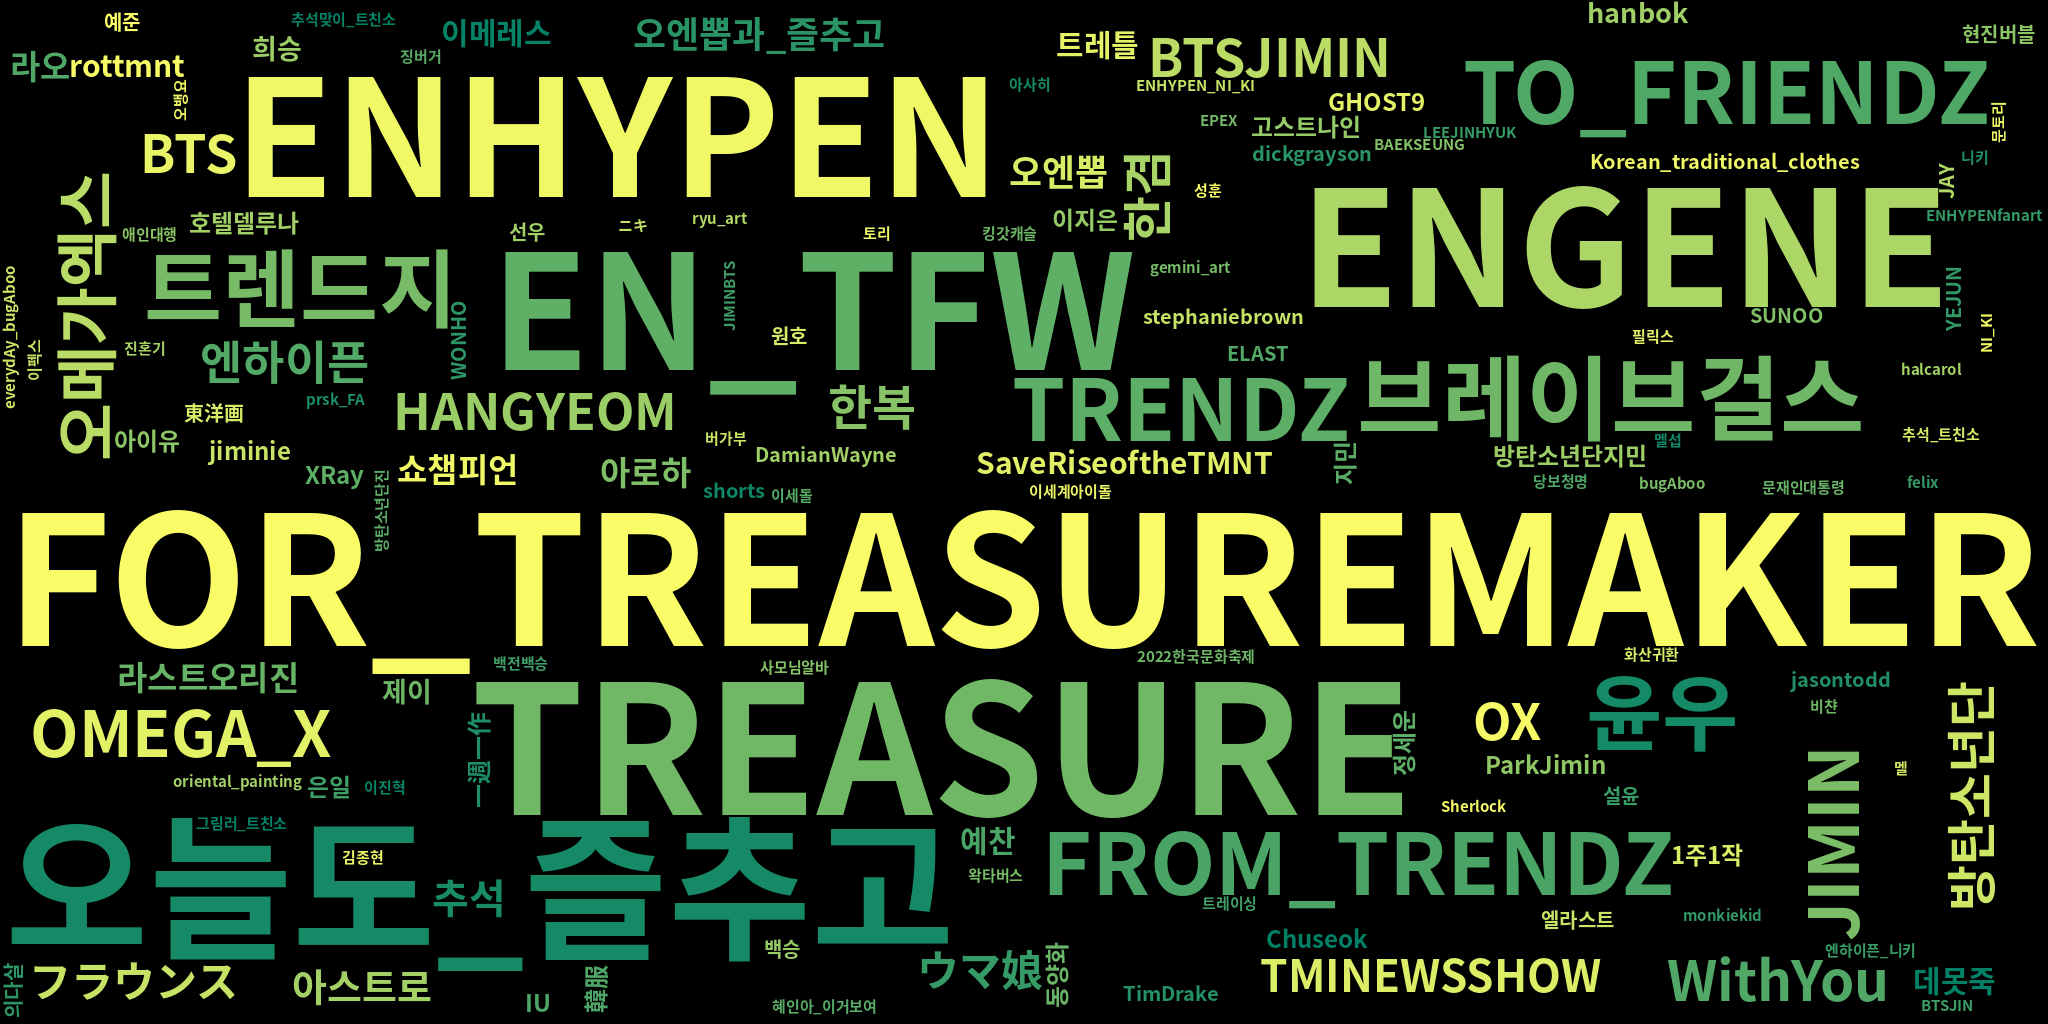 예준
추석맞이_트친소
이메레스
오엔뽑과_즐추고
hanbok
현진버블
희승
징버거
트레틀
BTSJIMIN
라오
rottmnt
오뱅요
ENHYPEN
아사히
ENHYPEN_NI_KI
GHOST9
TO_FRIENDZ
문토리
EPEX
고스트나인
LEEJINHYUK
BAEKSEUNG
dickgrayson
BTS
오엔뽑
한겸
Korean_traditional_clothes
니키
JAY
성훈
ENGENE
ENHYPENfanart
오메가엑스
애인대행
호텔델루나
선우
ニキ
ryu_art
토리
킹갓캐슬
이지은
트렌드지
EN_TFW
JIMINBTS
gemini_art
YEJUN
everydAy_bugAboo
이펙스
진혼기
WONHO
원호
stephaniebrown
SUNOO
NI_KI
필릭스
엔하이픈
ELAST
halcarol
prsk_FA
東洋画
HANGYEOM
한복
TRENDZ
브레이브걸스
아이유
jiminie
버가부
DamianWayne
멜섭
추석_트친소
XRay
쇼챔피언
아로하
SaveRiseoftheTMNT
지민
방탄소년단지민
방탄소년단진
shorts
이세돌
이세계아이돌
당보청명
bugAboo
문재인대통령
felix
FOR_TREASUREMAKER
라스트오리진
제이
백전백승
사모님알바
2022한국문화축제
화산귀환
jasontodd
OMEGA_X
一週一作
TREASURE
정세운
OX
윤우
비챤
방탄소년단
ParkJimin
JIMIN
멜
oriental_painting
은일
이진혁
설윤
Sherlock
그림러_트친소
오늘도_즐추고
김종현
추석
예찬
왁타버스
FROM_TRENDZ
1주1작
트레이싱
엘라스트
monkiekid
백승
Chuseok
엔하이픈_니키
의다살
フラウンス
아스트로
IU
韓服
혜인아_이거보여
ウマ娘
동양화
TimDrake
TMINEWSSHOW
WithYou
데못죽
BTSJIN